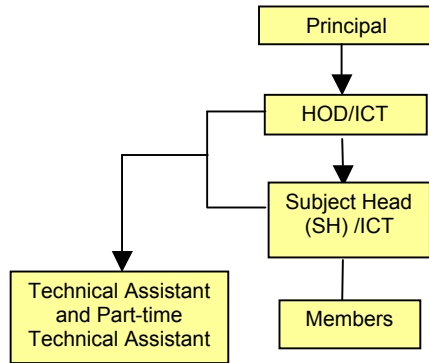 Principal
HOD/ICT
Subject Head
(SH) /ICT
Technical Assistant
and Part-time
Technical Assistant
Members